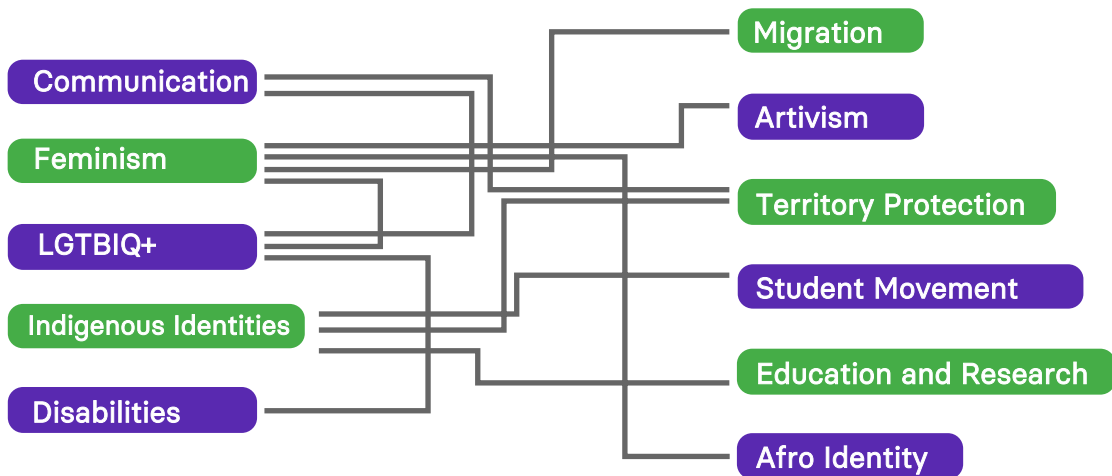 Communication
Feminism
LGTBIQ+
Indigenous Identities
Disabilities
Migration
Artivism
Territory Protection
Student Movement
Education and Research
Afro Identity